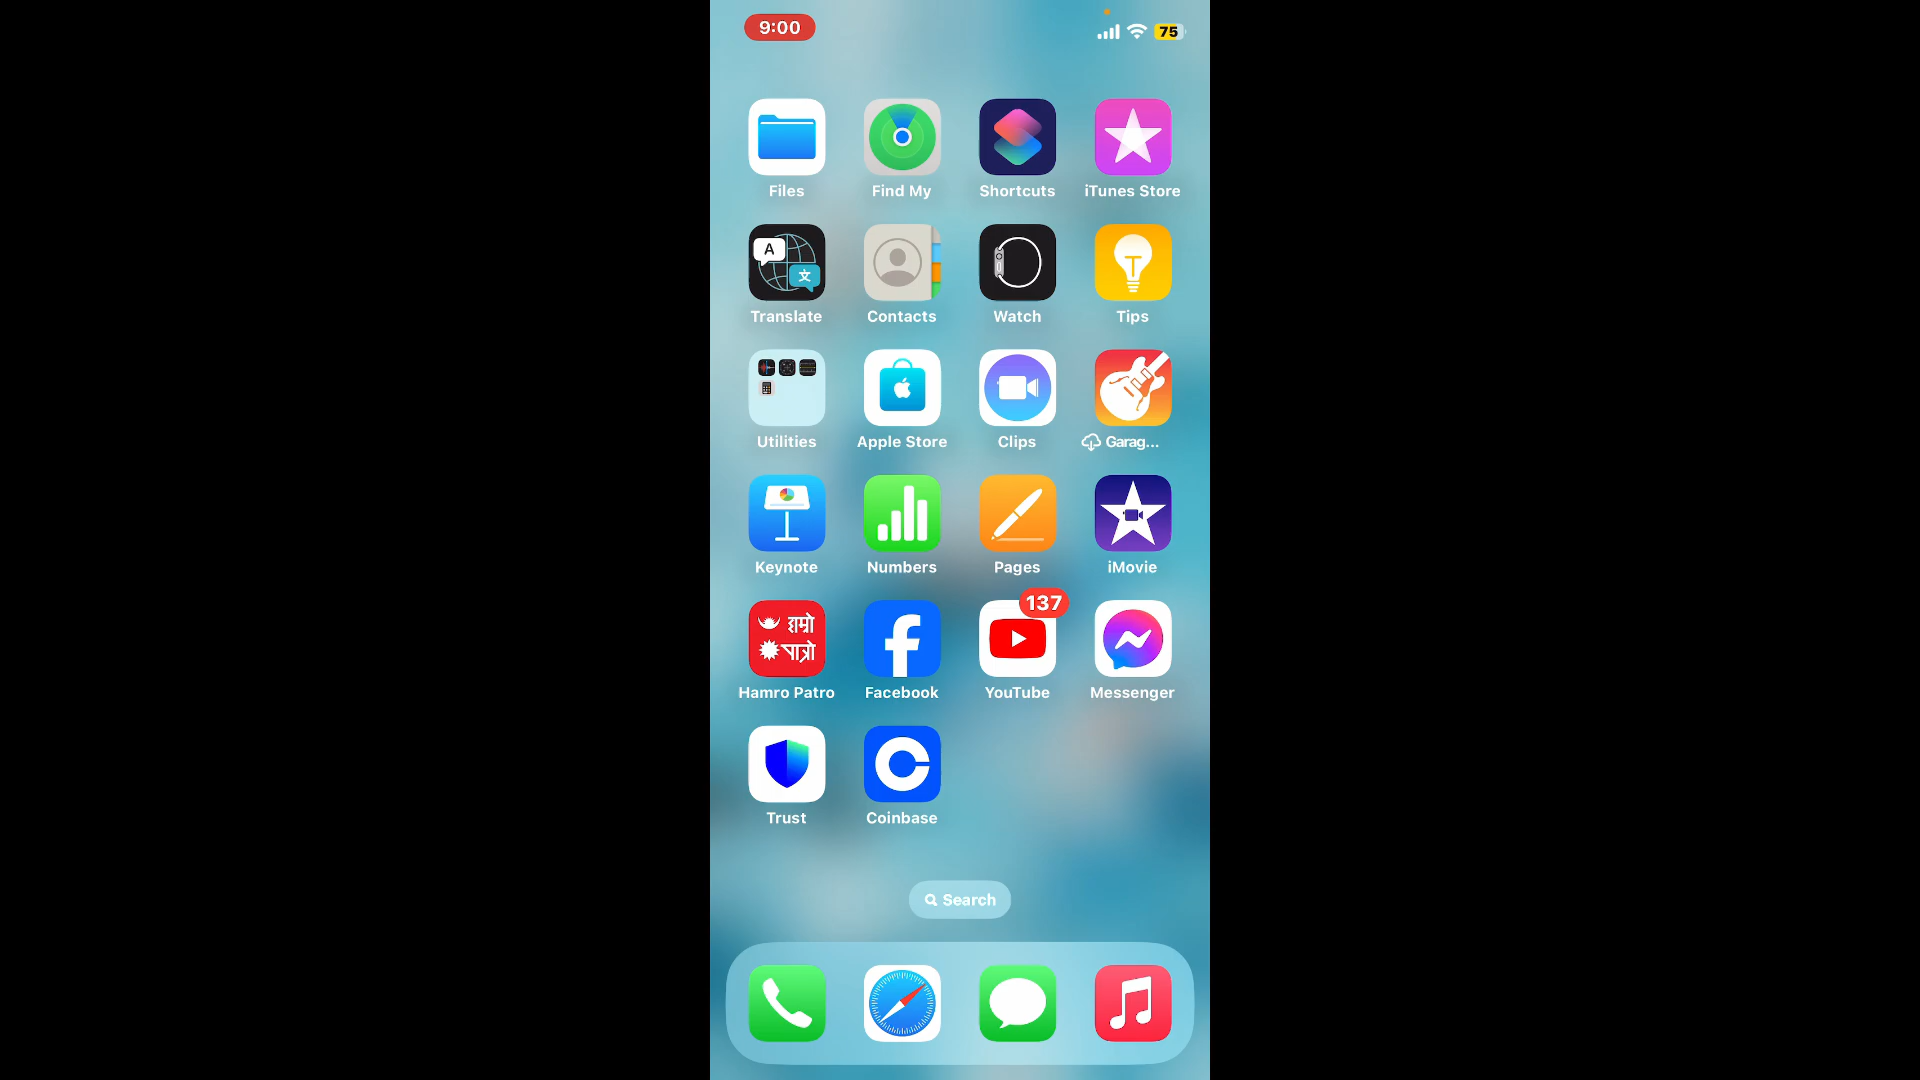 9:00
75
Files Find My Shortcuts iTunes Store
A 文
Translate Contacts Watch Tips
Utilities Apple Store Clips Garag...
Keynote Numbers Pages iMovie
137
हाम्रो
पात्रो
Hamro Patro Facebook YouTube Messenger
Trust Coinbase
Search